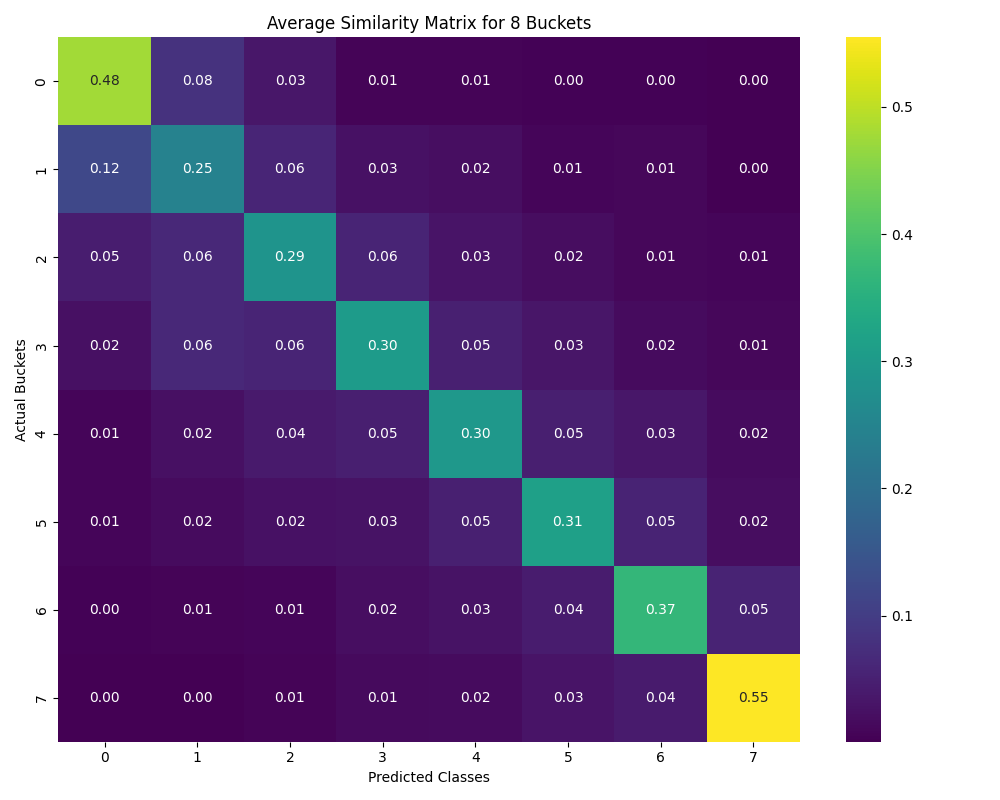 Average Similarity Matrix for 8 Buckets
0 0.48 0.08 0.03 0.01 0.01 0.00 0.00 0.00
1 0.12 0.25 0.06 0.03 0.02 0.01 0.01 0.00
2 0.05 0.06 0.29 0.06 0.03 0.02 0.01 0.01
3 0.02 0.06 0.06 0.30 0.05 0.03 0.02 0.01
4 0.01 0.02 0.04 0.05 0.30 0.05 0.03 0.02
5 0.01 0.02 0.02 0.03 0.05 0.31 0.05 0.02
6 0.00 0.01 0.01 0.02 0.03 0.04 0.37 0.05
7 0.00 0.00 0.01 0.01 0.02 0.03 0.04 0.55
0 1 2 3 4 5 6 7
Predicted Classes
Actual Buckets
0.5
0.4
0.3
0.2
0.1